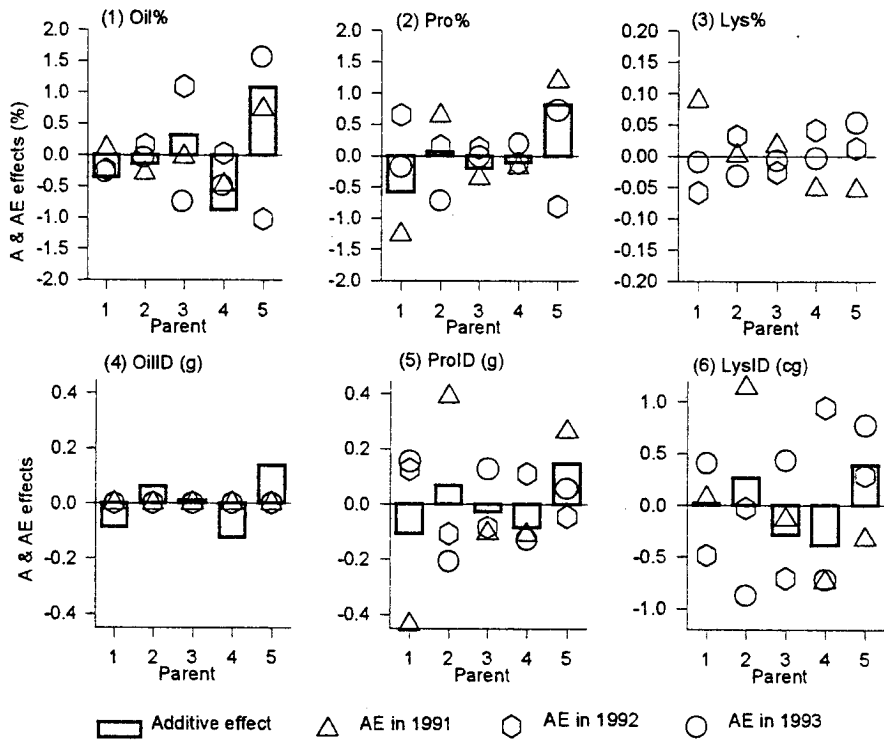 (1) Oil%
(2) Pro%
(3) Lys%
A & AE effects (%)
2.0
1.5
1.0
0.5
0.0
-0.5
-1.0
-1.5
-2.0
1 2 3 4 5
Parent
2.0
1.5
1.0
0.5
0.0
-0.5
-1.0
-1.5
-2.0
1 2 3 4 5
Parent
0.20
0.15
0.10
0.05
0.00
-0.05
-0.10
-0.15
-0.20
1 2 3 4 5
Parent
(4) OilID (g)
(5) ProID (g)
(6) LysID (cg)
A & AE effects
0.4
0.2
0.0
-0.2
-0.4
1 2 3 4 5
Parent
0.4
0.2
0.0
-0.2
-0.4
1 2 3 4 5
Parent
1.0
0.5
0.0
-0.5
-1.0
1 2 3 4 5
Parent
Additive effect
AE in 1991
AE in 1992
AE in 1993